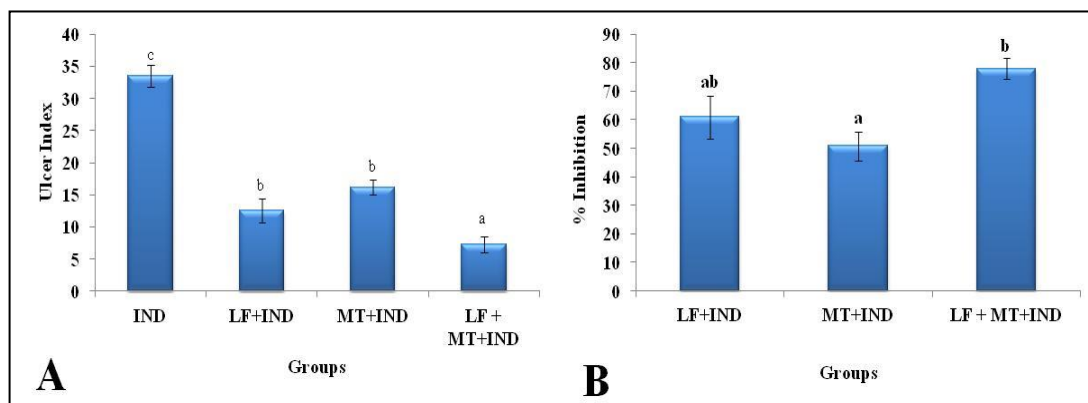 40
35
30
25
20
15
10
5
0
Ulcer Index
c
b
b
a
IND
LF+IND
MT+IND
LF +
MT+IND
Groups
A
90
80
70
60
50
40
30
20
10
0
% Inhibition
ab
a
b
LF+IND
MT+IND
LF + MT+IND
Groups
B